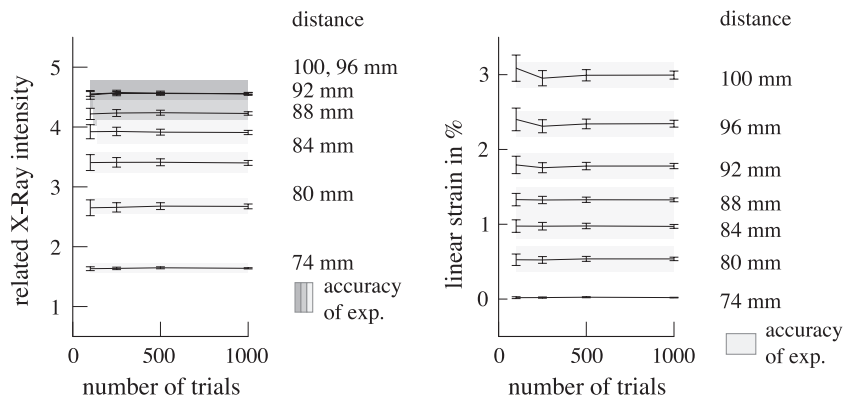 distance
related X-Ray intensity
5
4
3
2
1
0
500
1000
number of trials
100, 96 mm
92 mm
88 mm
84 mm
80 mm
74 mm
accuracy
of exp.
distance
linear strain in %
3
2
1
0
0
500
1000
number of trials
100 mm
96 mm
92 mm
88 mm
84 mm
80 mm
74 mm
accuracy
of exp.